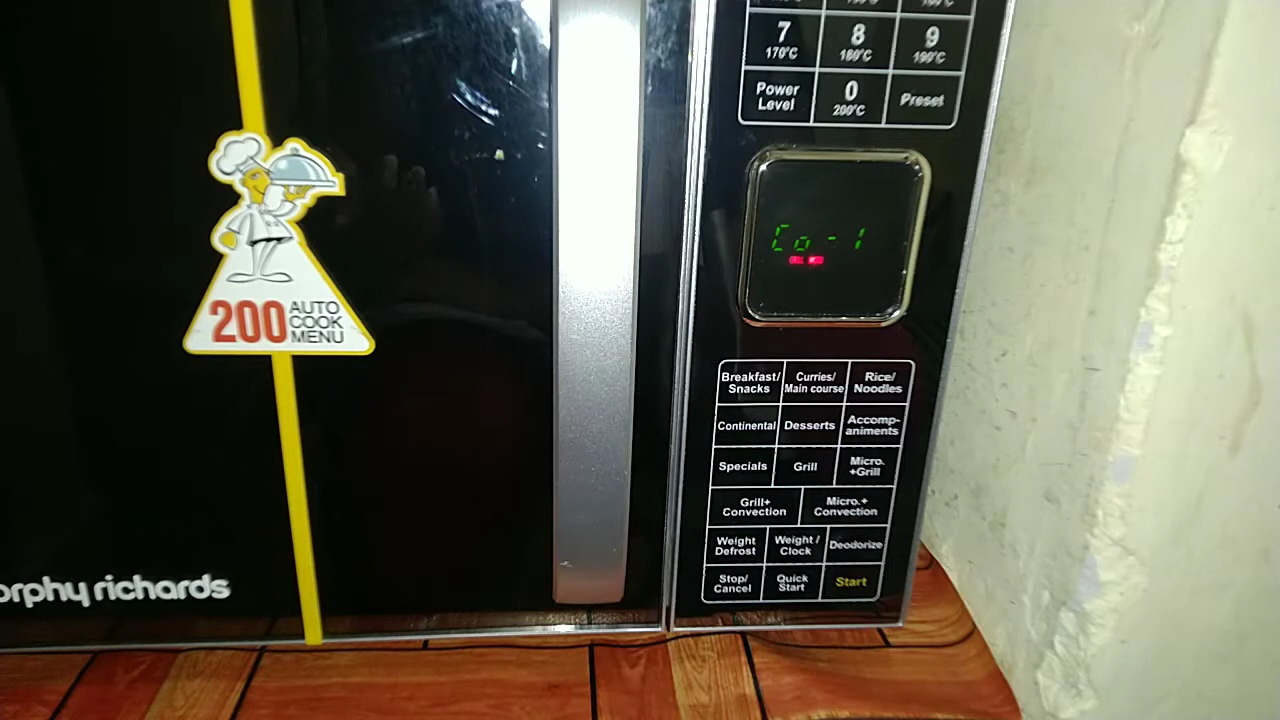 7
170°C
8
180°C
9
190°C
Power
Level
0
200°C
Preset
Co-1
200 AUTO
COOK
MENU
Breakfast/
Snacks
Curries/
Main course
Rice/
Noodles
Continental
Desserts
Accomp-
animents
Specials
Grill
Micro.
+Grill
Grill+
Convection
Micro.+
Convection
Weight
Defrost
Weight /
Clock
Deodorize
Stop/
Cancel
Quick
Start
Start
orphy richards